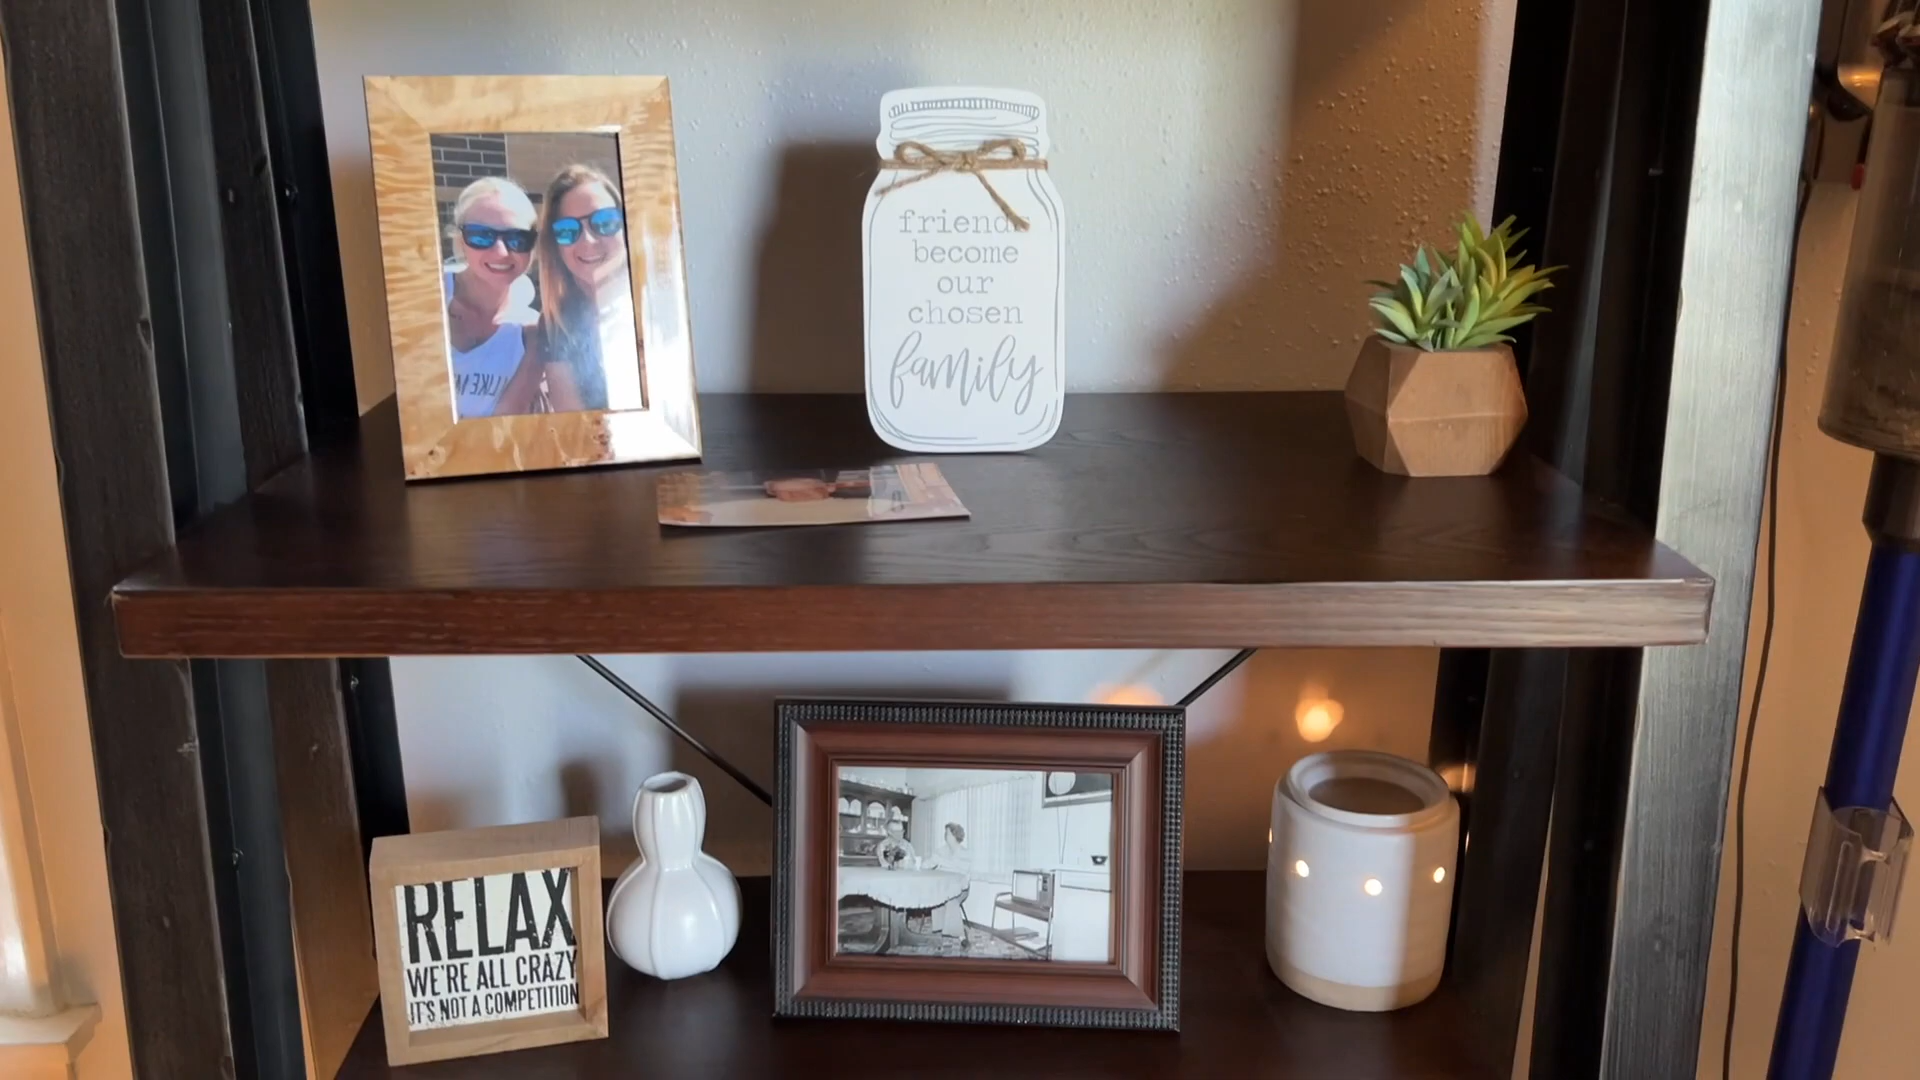 friends
become
our
chosen
family
RELAX
WE'RE ALL CRAZY
IT'S NOT A COMPETITION